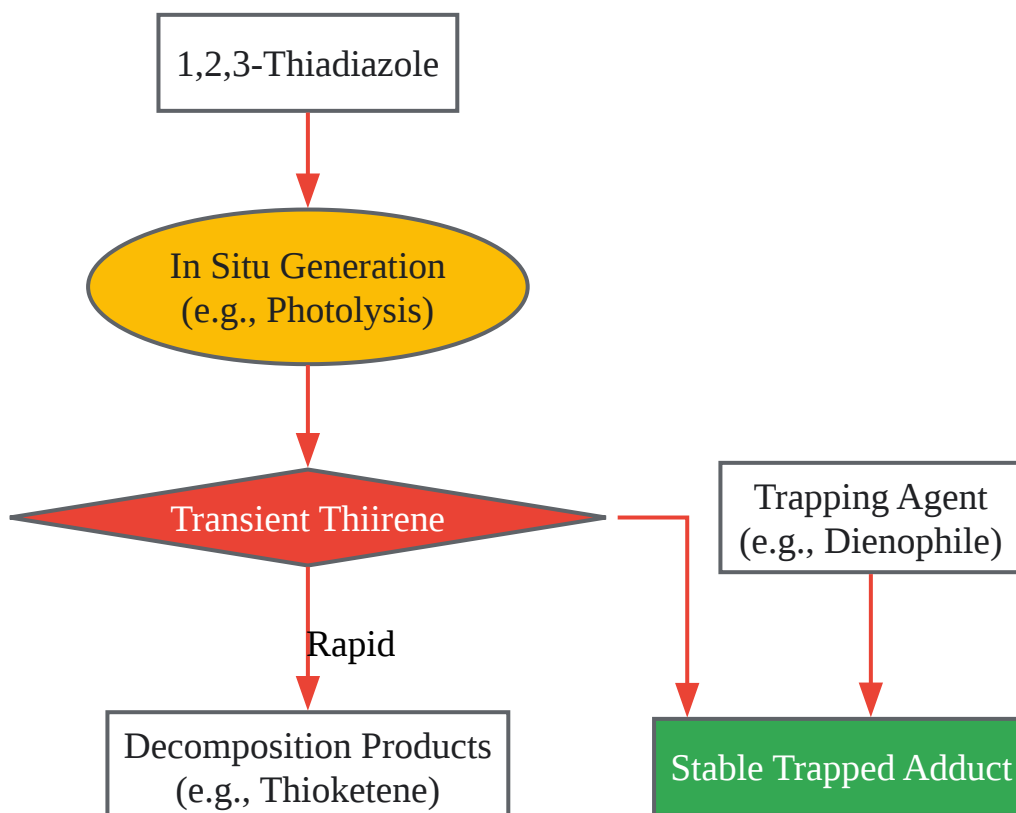 1,2,3-Thiadiazole
In Situ Generation
(e.g., Photolysis)
Transient Thiirene
Trapping Agent
(e.g., Dienophile)
Rapid
Decomposition Products
(e.g., Thioketene)
Stable Trapped Adduct